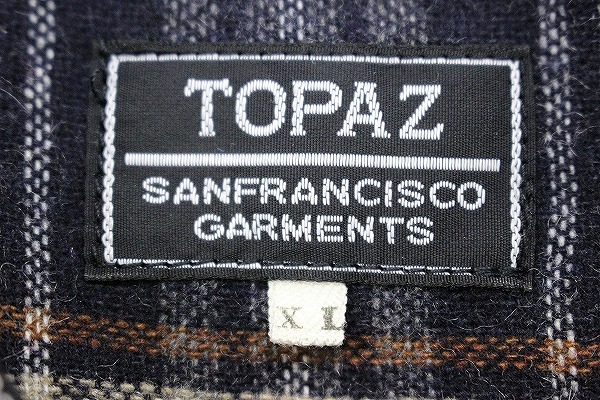 TOPAZ
SANFRANCISCO
GARMENTS
XL